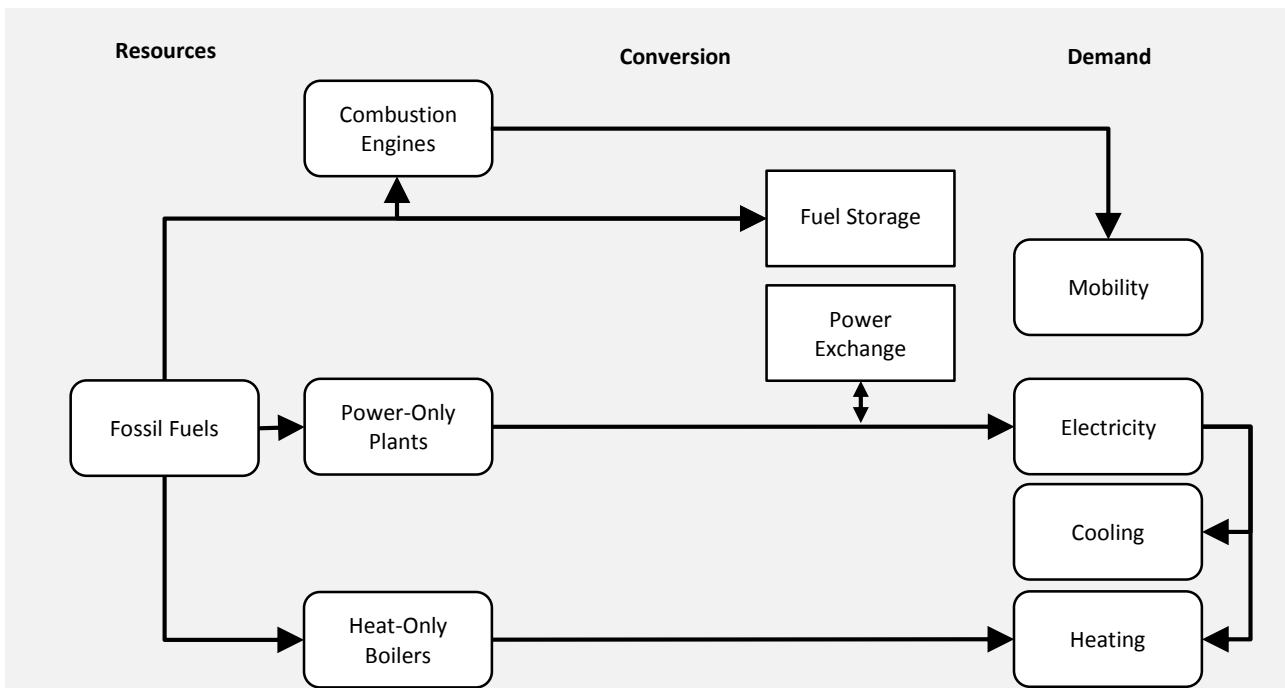 Resources
Conversion
Demand
Combustion
Engines
Fuel Storage
Mobility
Power
Exchange
Fossil Fuels
Power-Only
Plants
Electricity
Cooling
Heat-Only
Boilers
Heating